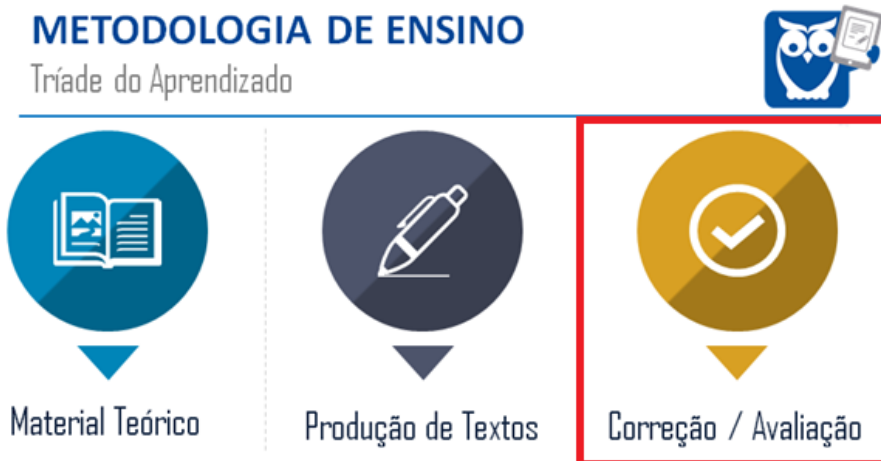 METODOLOGIA DE ENSINO
Tríade do Aprendizado
Material Teórico
Produção de Textos
Correção / Avaliação